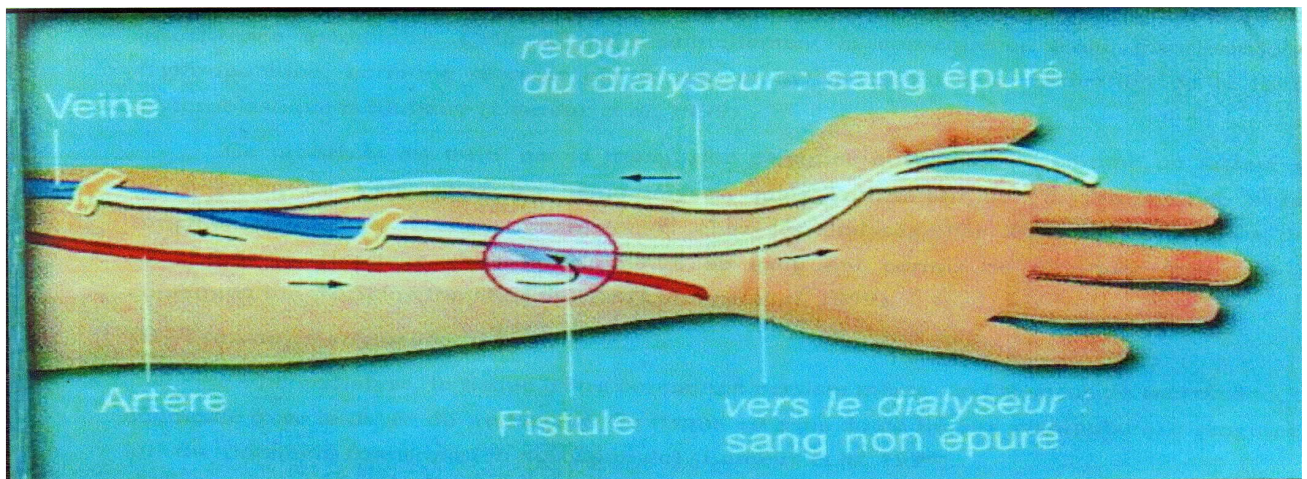 retour
du dialyseur : sang épuré
Veine
Artère
Fistule
vers le dialyseur :
sang non épuré